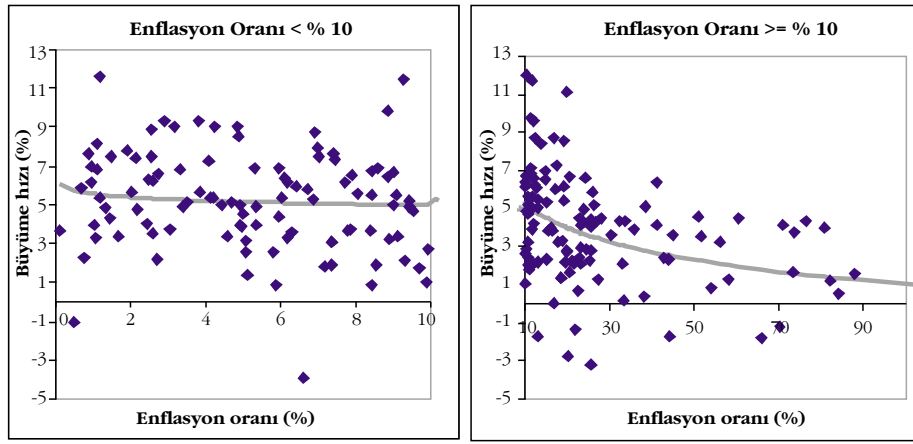 Enflasyon Oranı < % 10
Büyüme hızı (%)
13
11
9
7
5
3
1
-1
-3
-5
0 2 4 6 8 10
Enflasyon oranı (%)
Enflasyon Oranı >= % 10
Büyüme hızı (%)
13
11
9
7
5
3
1
-1
-3
-5
10 30 50 70 90
Enflasyon oranı (%)